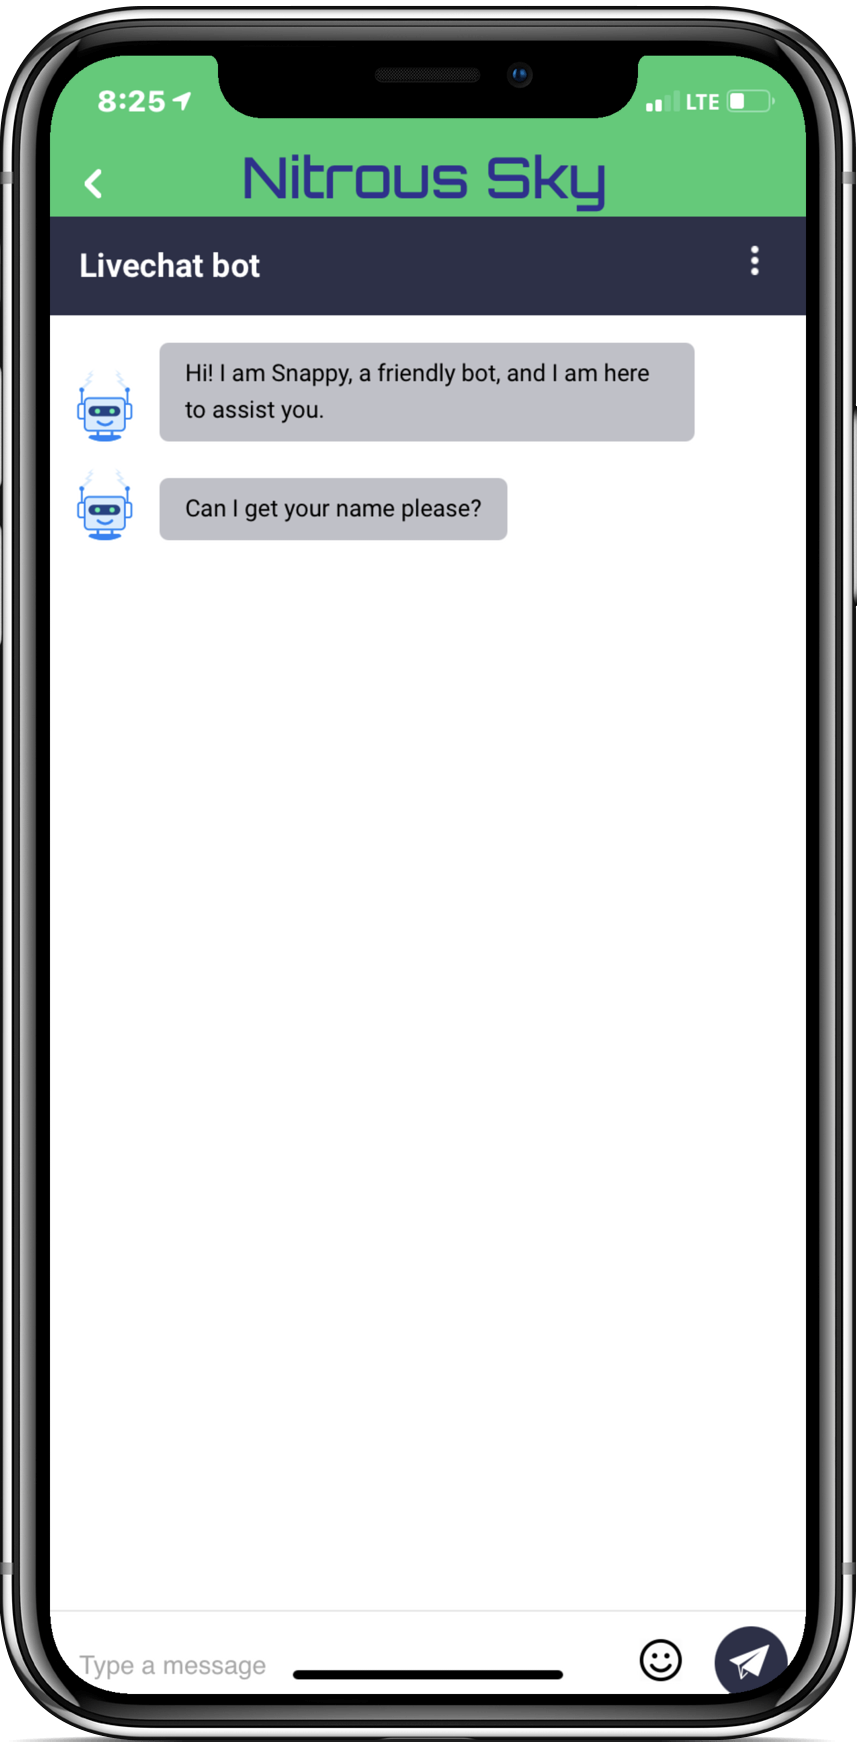 8:25
LTE
Nitrous Sky
Livechat bot
Hi! I am Snappy, a friendly bot, and I am here
to assist you.
Can I get your name please?
Type a message